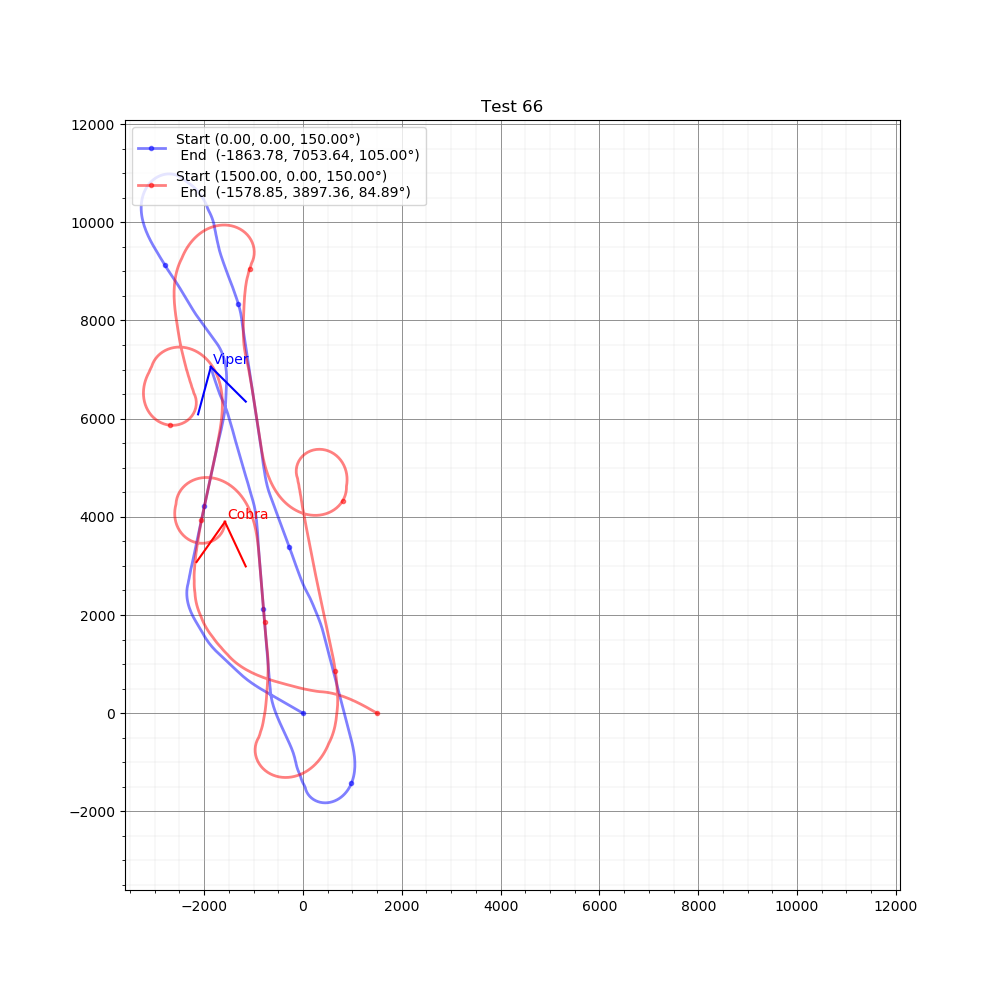 Test 66
Start (0.00, 0.00, 150.00°)
End (-1863.78, 7053.64, 105.00°)
Start (1500.00, 0.00, 150.00°)
End (-1578.85, 3897.36, 84.89°)
12000
10000
8000
6000
4000
2000
0
−2000
Viper
Cobra
−2000 0 2000 4000 6000 8000 10000 12000